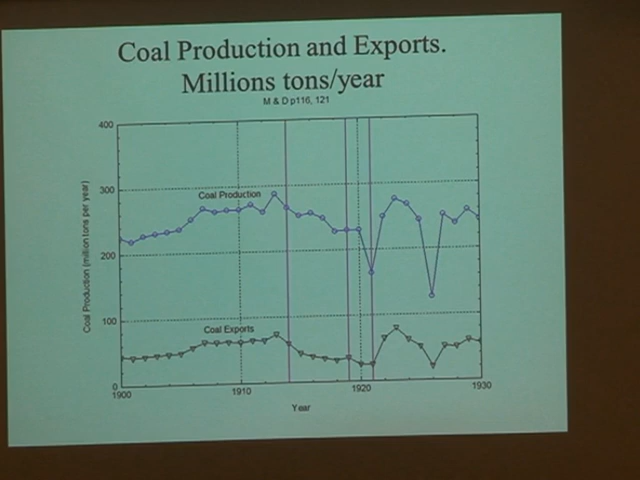 Coal Production and Exports.
Millions tons/year
M & D p116, 121
400
300
200
100
0
Coal Production (million tons per year)
Coal Production
Coal Exports
1900
1910
1920
1930
Year